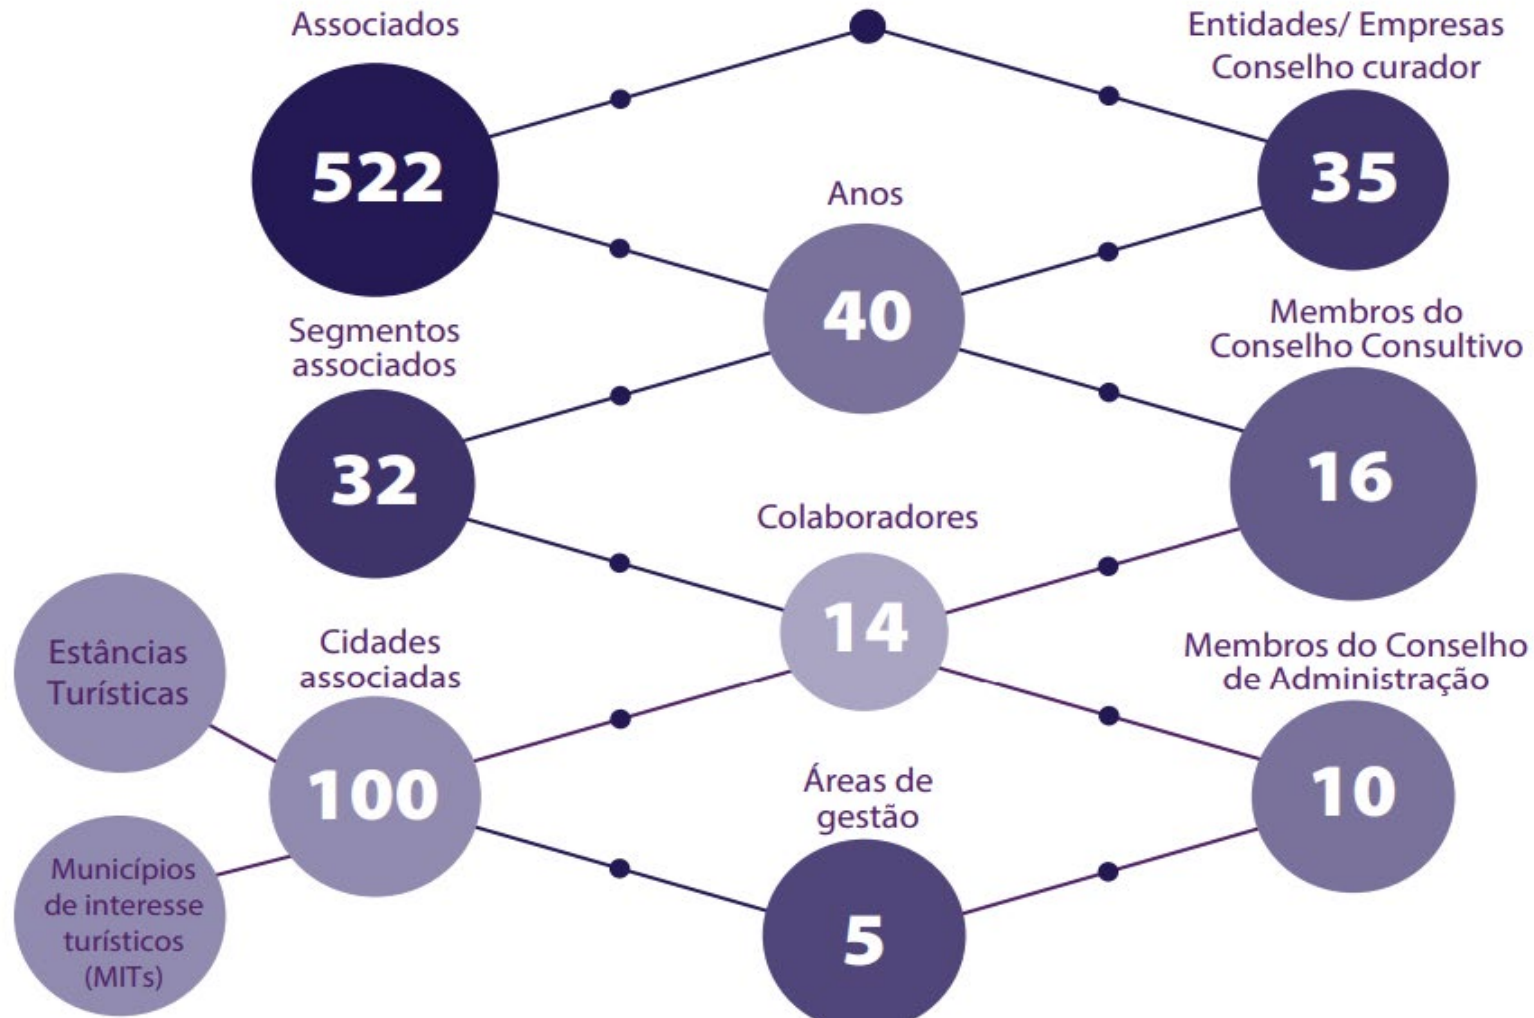 Associados
522
Entidades/ Empresas
Conselho curador
35
Anos
40
Segmentos
associados
32
Membros do
Conselho Consultivo
16
Colaboradores
14
Estâncias
Turísticas
Cidades
associadas
100
Membros do Conselho
de Administração
10
Municípios
de interesse
turísticos
(MITs)
Áreas de
gestão
5